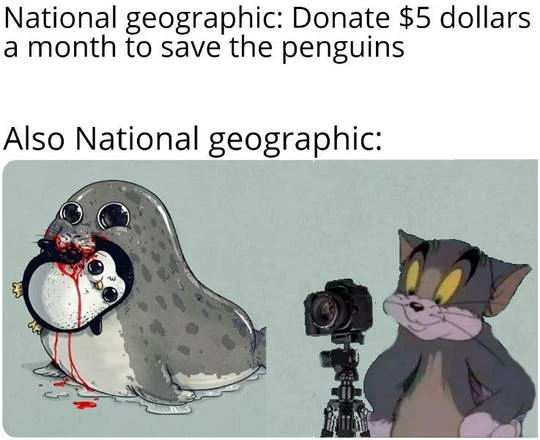 National geographic: Donate $5 dollars
a month to save the penguins
Also National geographic: